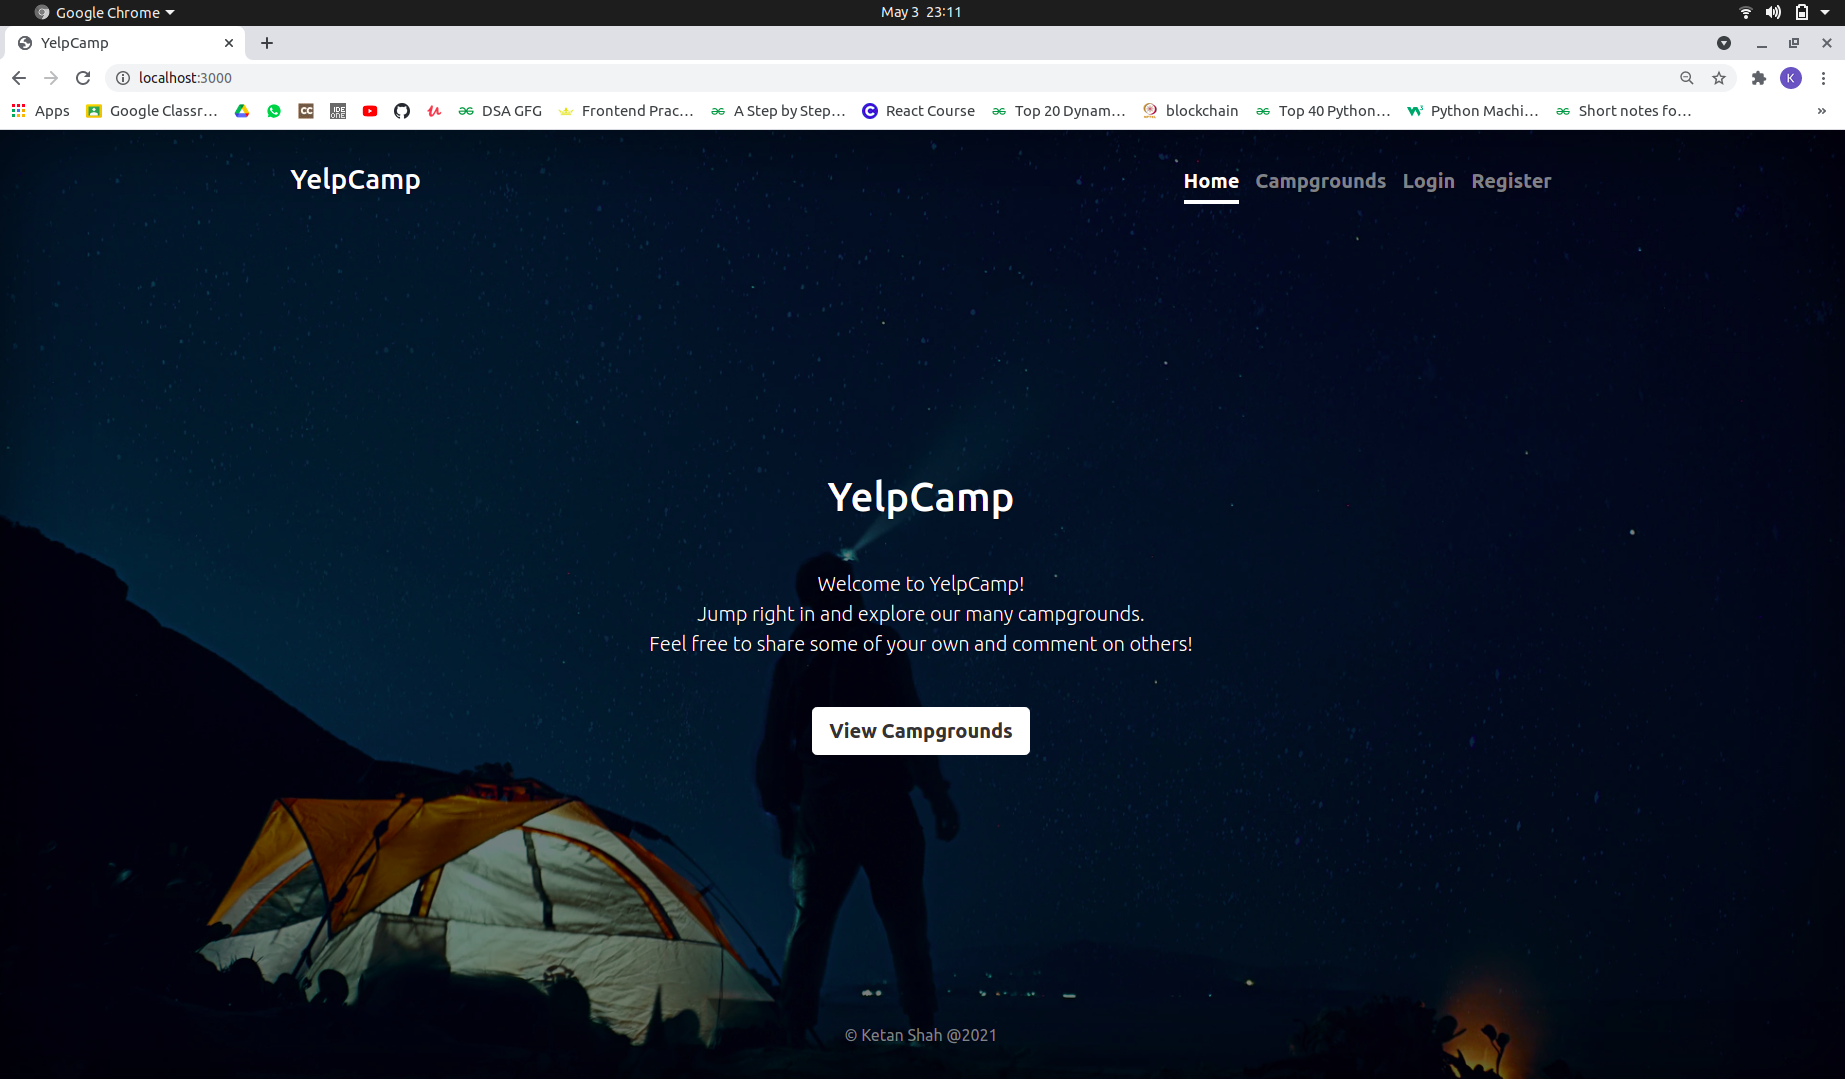 Google Chrome
May 3 23:11
YelpCamp
localhost:3000
K
Apps
Google Classr...
CC
IDE
ONE
DSA GFG
Frontend Prac...
A Step by Step...
React Course
Top 20 Dynam...
blockchain
Top 40 Python...
Python Machi...
Short notes fo...
»
YelpCamp
Home Campgrounds Login Register
YelpCamp
Welcome to YelpCamp!
Jump right in and explore our many campgrounds.
Feel free to share some of your own and comment on others!
View Campgrounds
© Ketan Shah @2021